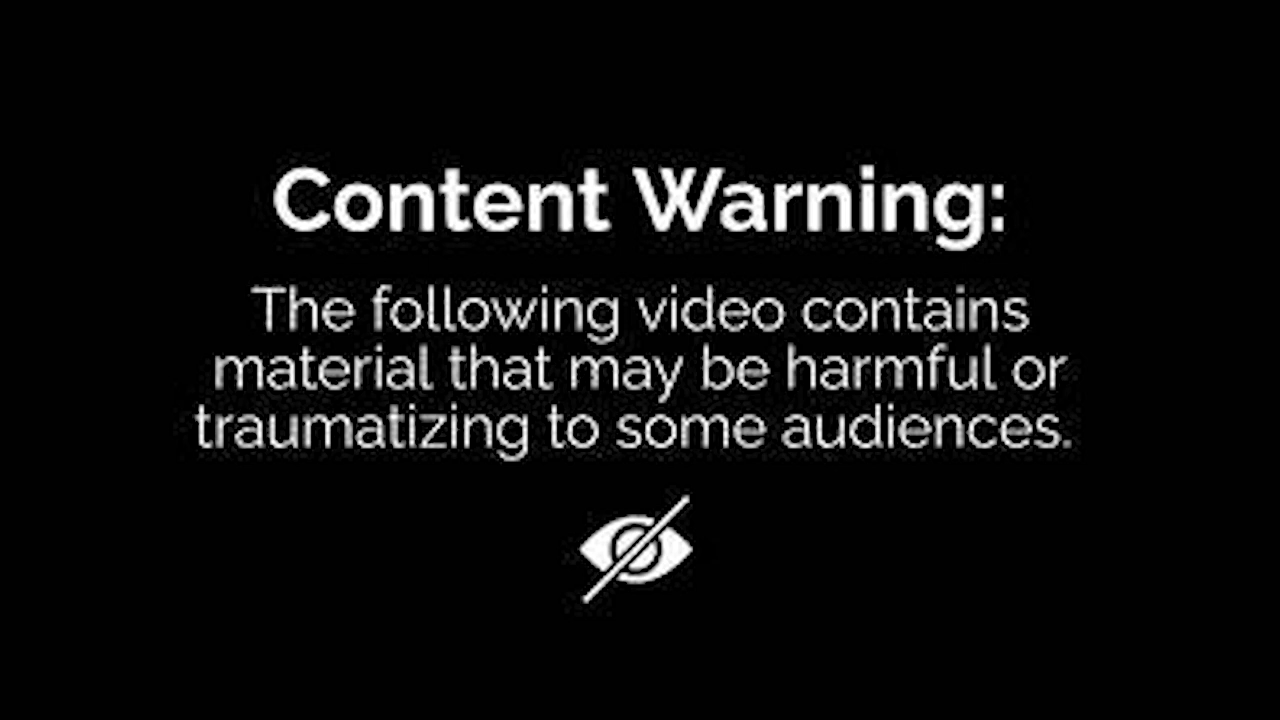 Content Warning:
The following video contains
material that may be harmful or
traumatizing to some audiences.